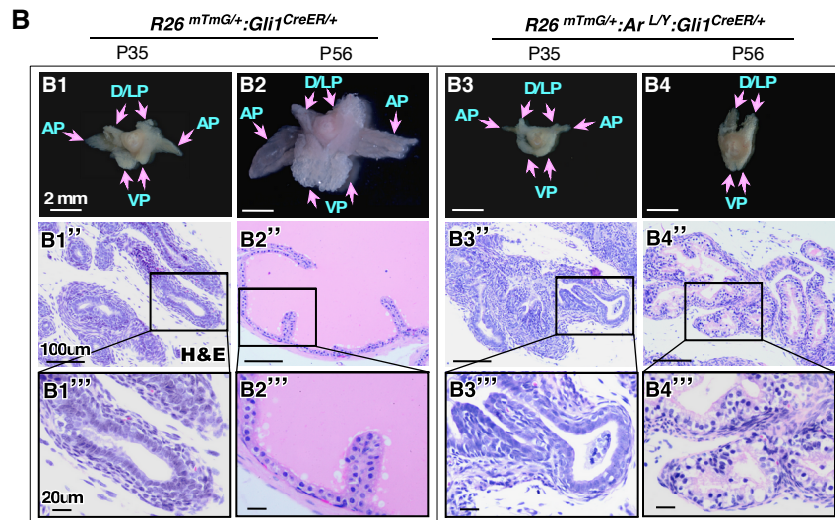 B
R26 mTmG/+:Gli1CreER/+ R26 mTmG/+:Ar L/Y:Gli1CreER/+
P35 P56 P35 P56
B1 D/LP AP AP VP 2 mm
B2 D/LP AP AP VP
B3 D/LP AP AP VP
B4 D/LP VP
B1’’ 100um H&E
B2’’
B3’’
B4’’
B1’’’ 20um
B2’’’
B3’’’
B4’’’